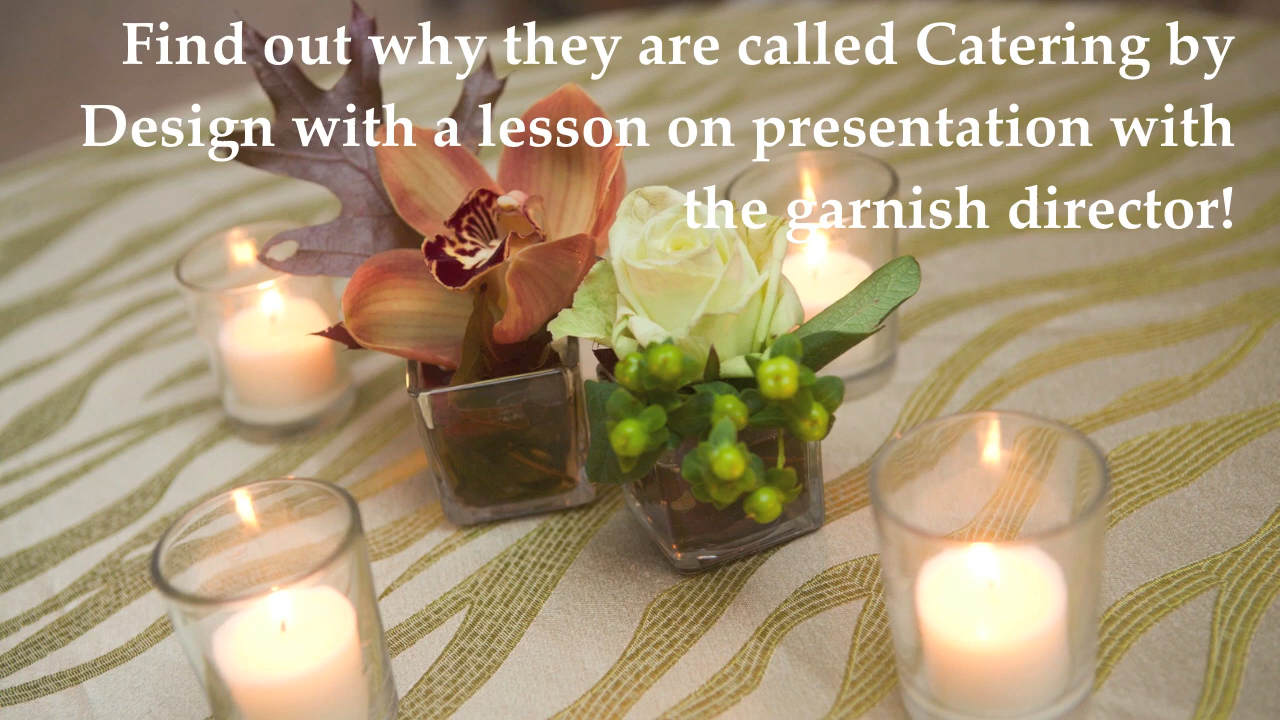 Find out why they are called Catering by
Design with a lesson on presentation with
the garnish director!